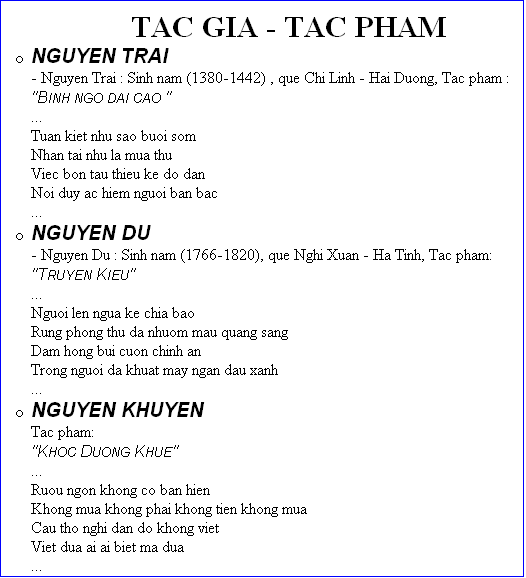 TAC GIA - TAC PHAM
NGUYEN TRAI
- Nguyen Trai : Sinh nam (1380-1442) , que Chi Linh - Hai Duong, Tac pham :
"BINH NGO DAI CAO "
...
Tuan kiet nhu sao buoi som
Nhan tai nhu la mua thu
Viec bon tau thieu ke do dan
Noi duy ac hiem nguoi ban bac
...
NGUYEN DU
- Nguyen Du : Sinh nam (1766-1820), que Nghi Xuan - Ha Tinh, Tac pham:
"TRUYEN KIEU"
...
Nguoi len ngua ke chia bao
Rung phong thu da nhuom mau quang sang
Dam hong bui cuon chinh an
Trong nguoi da khuat may ngan dau xanh
...
NGUYEN KHUYEN
Tac pham:
"KHOC DUONG KHUE"
...
Ruou ngon khong co ban hien
Khong mua khong phai khong tien khong mua
Cau tho nghi dan do khong viet
Viet dua ai ai biet ma dua
...